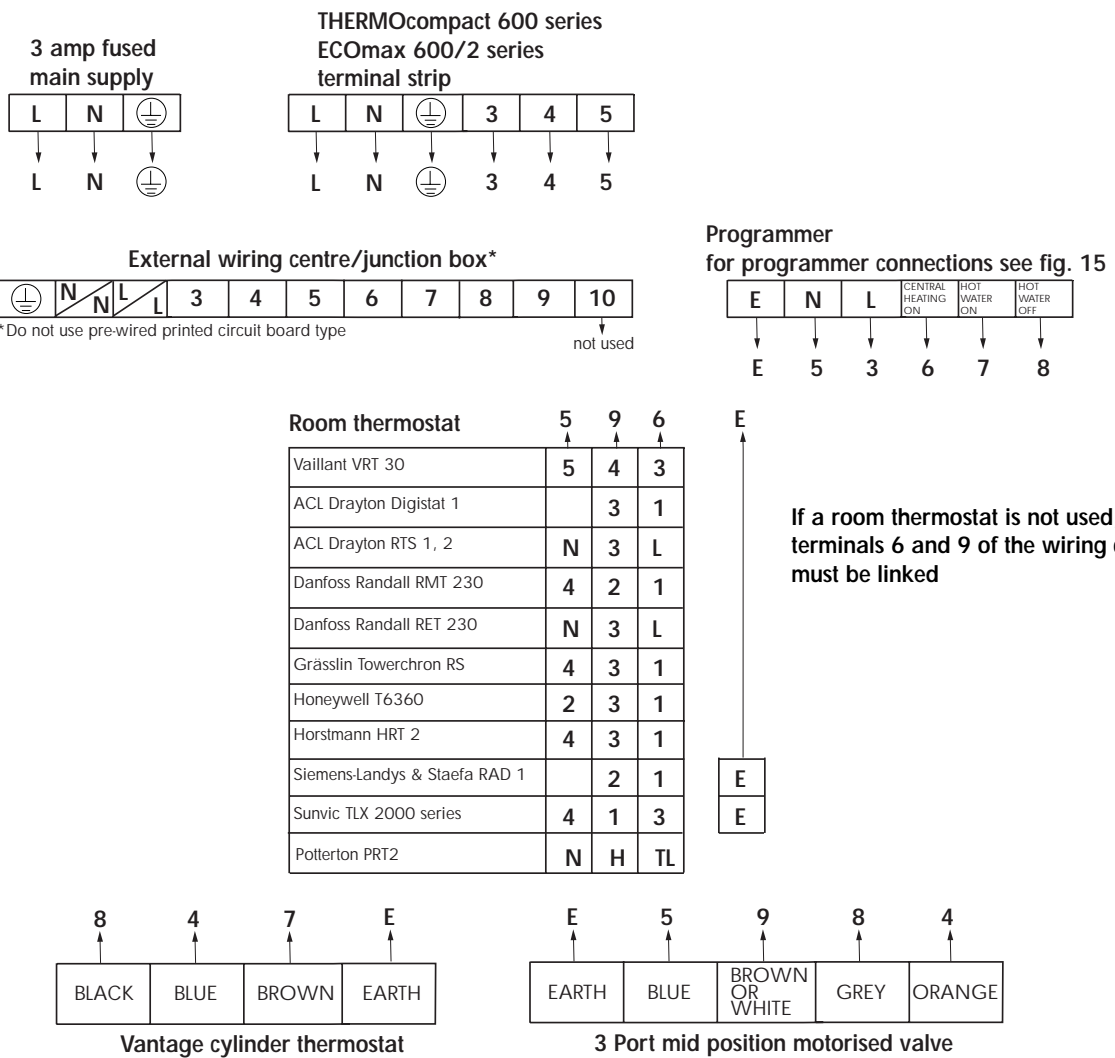 THERMOcompact 600 series
ECOmax 600/2 series
terminal strip
3 amp fused
main supply
L N
L N 3 4 5
L N
L N 3 4 5
External wiring centre/junction box*
N N L L 3 4 5 6 7 8 9 10
*Do not use pre-wired printed circuit board type
not used
Programmer
for programmer connections see fig. 15
E N L CENTRAL HEATING ON HOT WATER ON HOT WATER OFF
E 5 3 6 7 8
Room thermostat 5 9 6 E
Vaillant VRT 30 5 4 3
ACL Drayton Digistat 1 3 1
ACL Drayton RTS 1, 2 N 3 L
Danfoss Randall RMT 230 4 2 1
Danfoss Randall RET 230 N 3 L
Grässlin Towerchron RS 4 3 1
Honeywell T6360 2 3 1
Horstmann HRT 2 4 3 1
Siemens-Landys & Staefa RAD 1 2 1 E
Sunvic TLX 2000 series 4 1 3 E
Potterton PRT2 N H TL
If a room thermostat is not used
terminals 6 and 9 of the wiring
must be linked
8 4 7 E
BLACK BLUE BROWN EARTH
Vantage cylinder thermostat
E 5 9 8 4
EARTH BLUE BROWN OR WHITE GREY ORANGE
3 Port mid position motorised valve